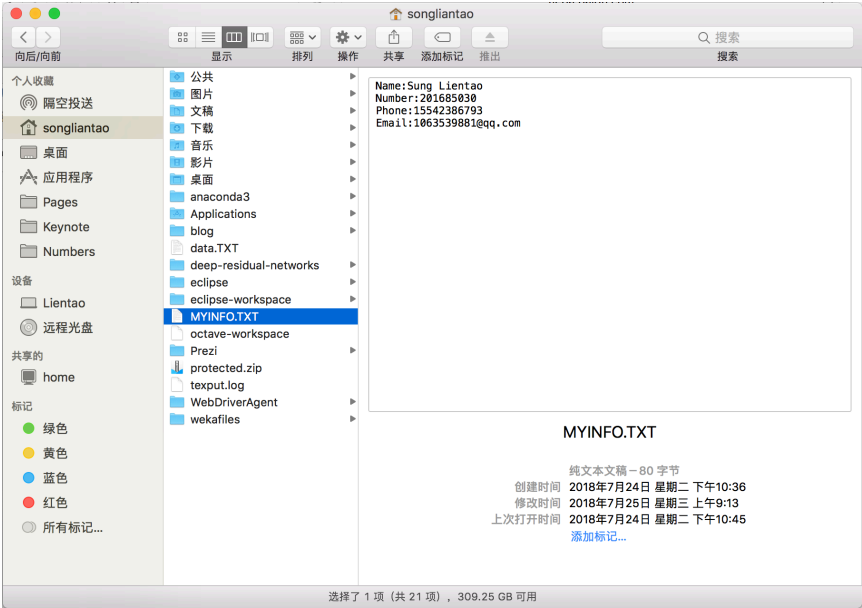 songliantao
向后/向前
显示
排列
操作
共享
添加标记
推出
搜索
搜索
个人收藏
隔空投送
songliantao
桌面
应用程序
Pages
Keynote
Numbers
设备
Lientao
远程光盘
共享的
home
标记
绿色
黄色
蓝色
红色
所有标记...
公共
图片
文稿
下载
音乐
影片
桌面
anaconda3
Applications
blog
data.TXT
deep-residual-networks
eclipse
eclipse-workspace
MYINFO.TXT
octave-workspace
Prezi
protected.zip
texput.log
WebDriverAgent
wekafiles
Name:Sung Lientao
Number:201685030
Phone:15542386793
Email:1063539881@qq.com
MYINFO.TXT
纯文本文稿－80 字节
创建时间 2018年7月24日 星期二 下午10:36
修改时间 2018年7月25日 星期三 上午9:13
上次打开时间 2018年7月24日 星期二 下午10:45
添加标记...
选择了 1 项（共 21 项），309.25 GB 可用